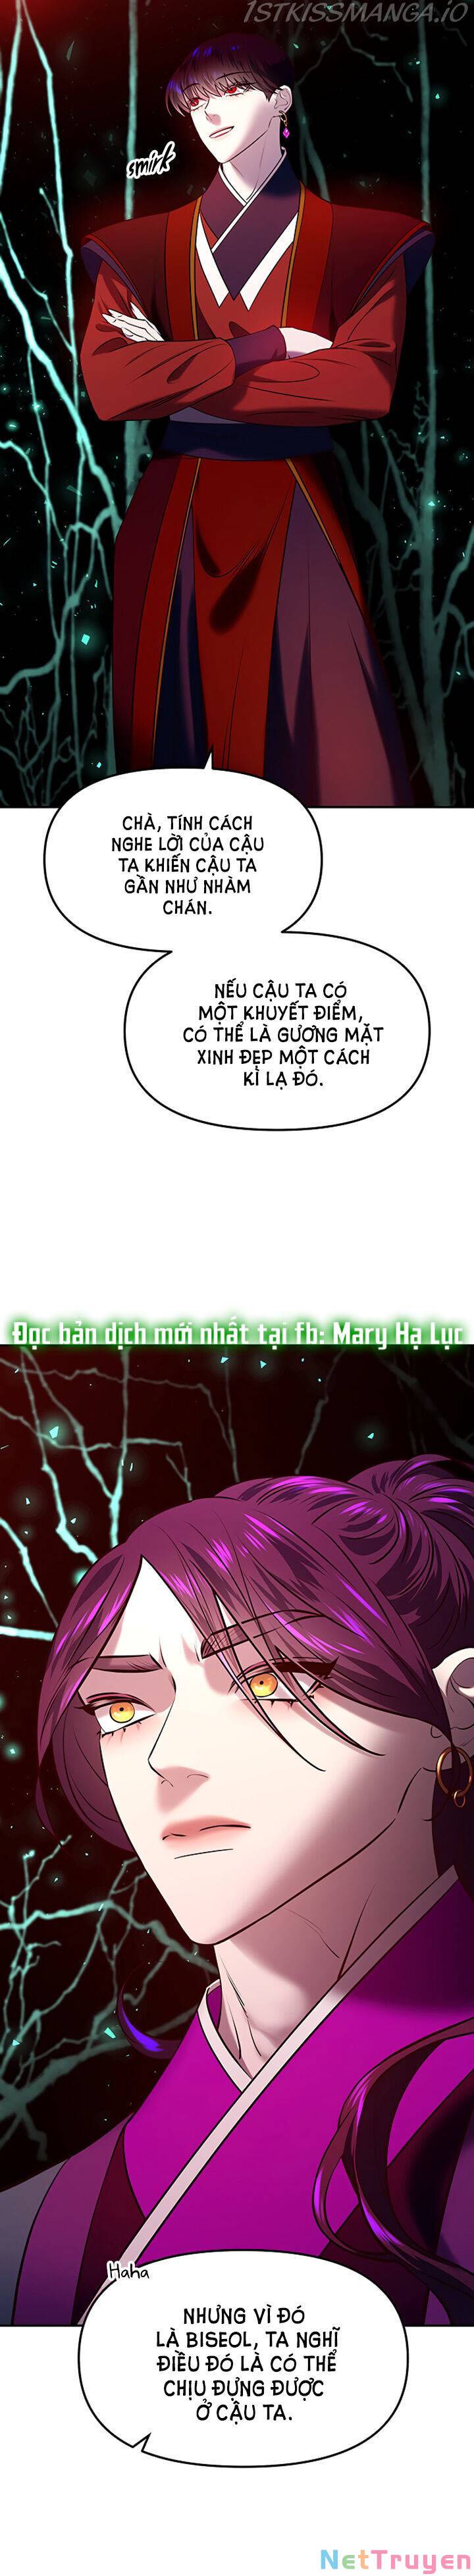 1STKISSMANGA.IO
smirk
CHÀ, TÍNH CÁCH
NGHE LỜI CỦA CẬU
TA KHIẾN CẬU TA
GẦN NHƯ NHÀM
CHÁN.
NẾU CẬU TA CÓ
MỘT KHUYẾT ĐIỂM,
CÓ THỂ LÀ GƯƠNG MẶT
XINH ĐẸP MỘT CÁCH
KÌ LẠ ĐÓ.
Đọc bản dịch mới nhất tại fb: Mary Hạ Lục
Haha
NHƯNG VÌ ĐÓ
LÀ BISEOL, TA NGHĨ
ĐIỀU ĐÓ LÀ CÓ THỂ
CHỊU ĐỰNG ĐƯỢC
Ở CẬU TA.
NetTruyen